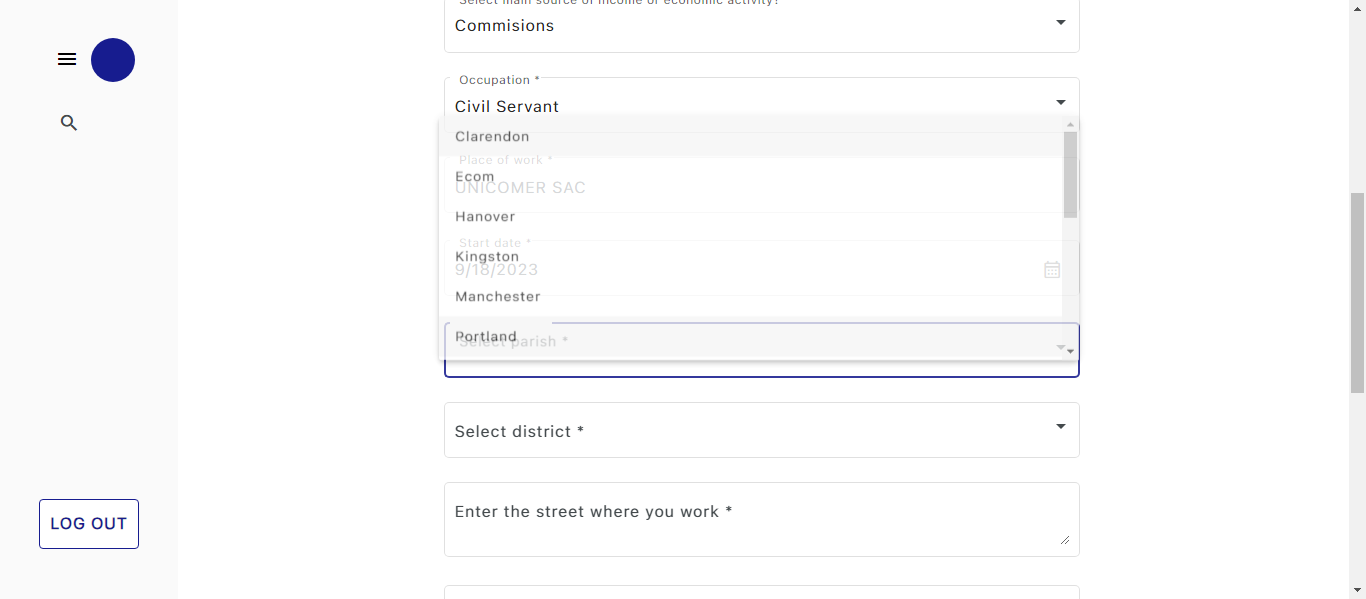 Select main source of income or economic activity?
Commisions
Occupation *
Civil Servant
Clarendon
Place of work *
Ecom
UNICOMER SAC
Hanover
Start date *
Kingston
9/18/2023
Manchester
Portland
Select parish *
Select district *
Enter the street where you work *
LOG OUT